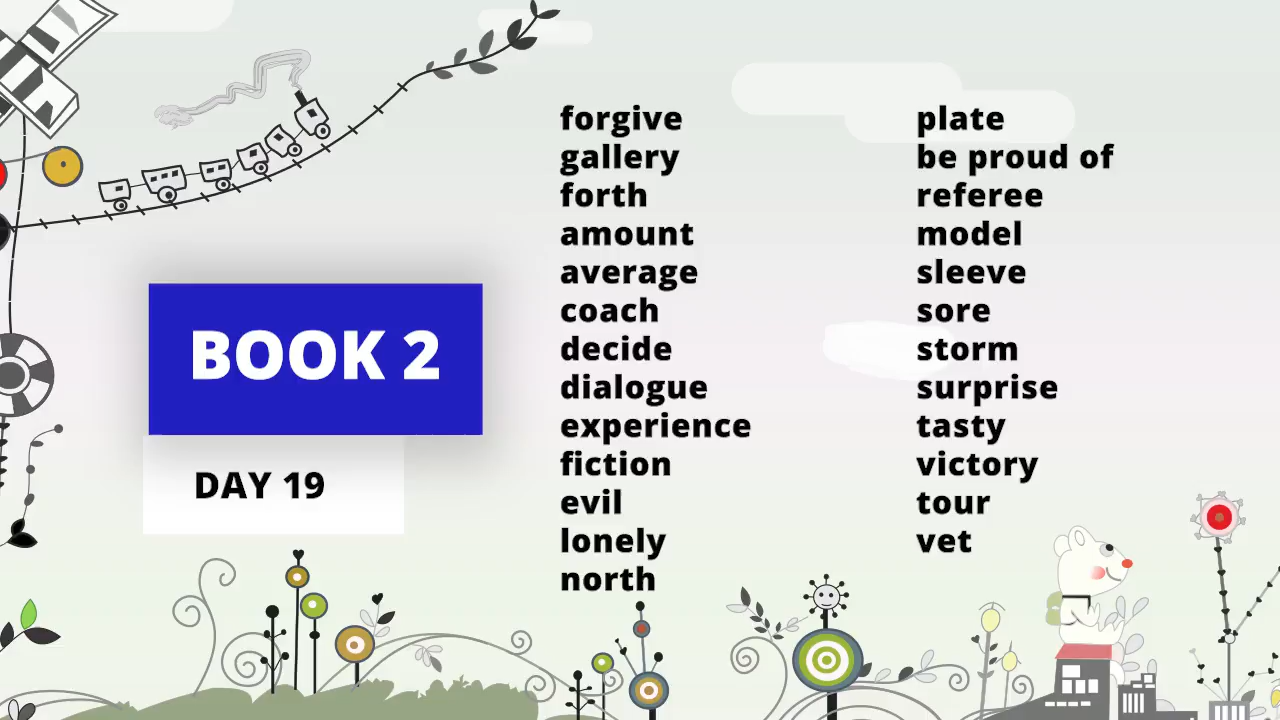 BOOK 2
DAY 19
forgive
gallery
forth
amount
average
coach
decide
dialogue
experience
fiction
evil
lonely
north
plate
be proud of
referee
model
sleeve
sore
storm
surprise
tasty
victory
tour
vet